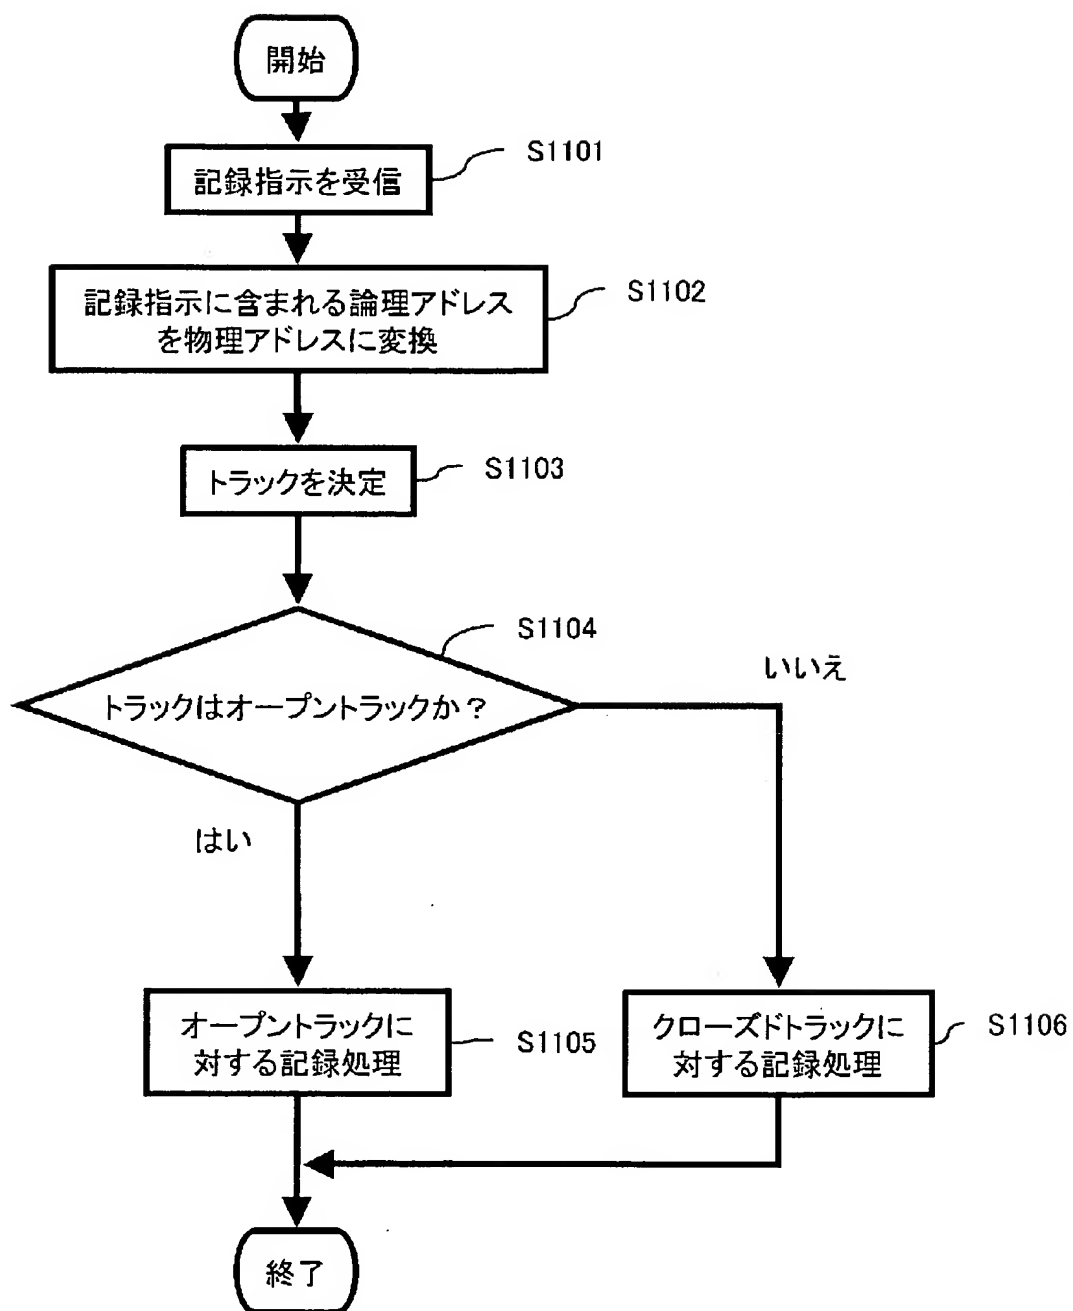 開始
記録指示を受信
S1101
記録指示に含まれる論理アドレス
を物理アドレスに変換
S1102
トラックを決定
S1103
トラックはオープントラックか？
S1104
いいえ
はい
オープントラックに
対する記録処理
S1105
クローズドトラックに
対する記録処理
S1106
終了